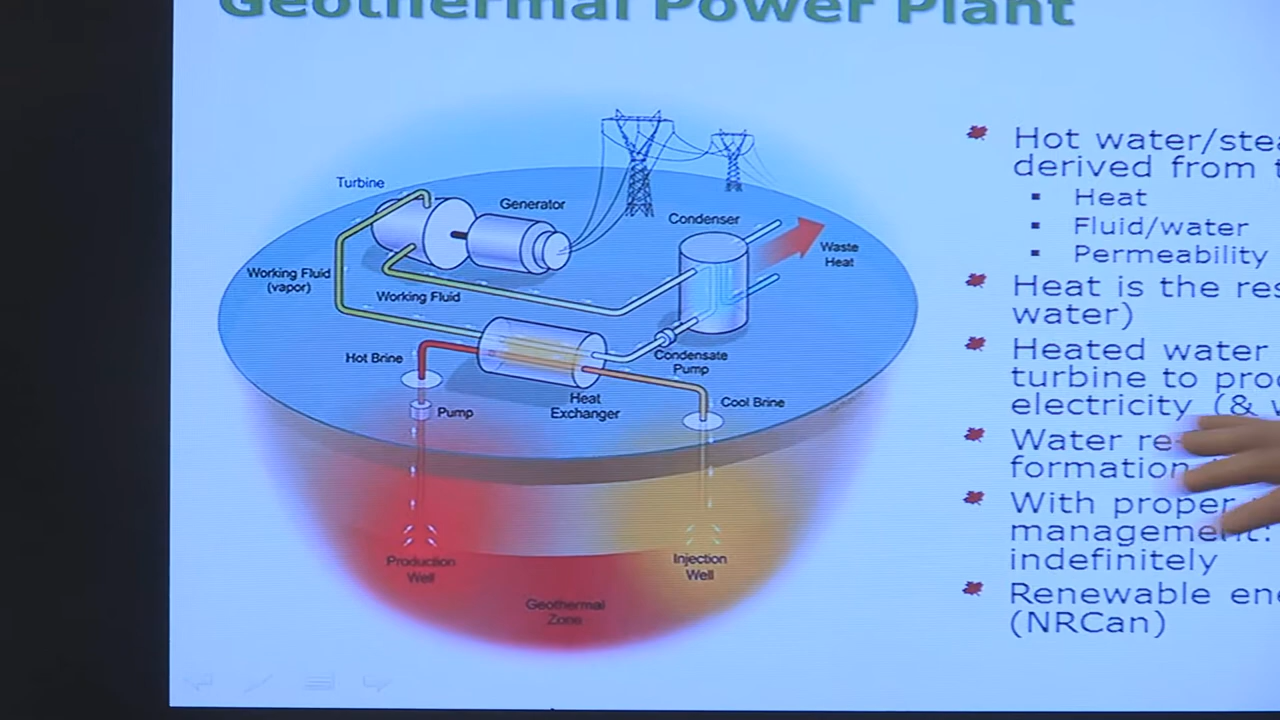 Geothermal Power Plant
Turbine
Generator
Condenser
Waste
Heat
Working Fluid
(vapor)
Working Fluid
Hot Brine
Condensate
Pump
Heat
Exchanger
Cool Brine
Pump
Production
Well
Injection
Well
Geothermal
Zone
Hot water/ste
derived from
Heat
Fluid/water
Permeability
Heat is the res
water)
Heated water
turbine to pro
electricity (&
Water re
formation
With proper
management:
indefinitely
Renewable en
(NRCan)